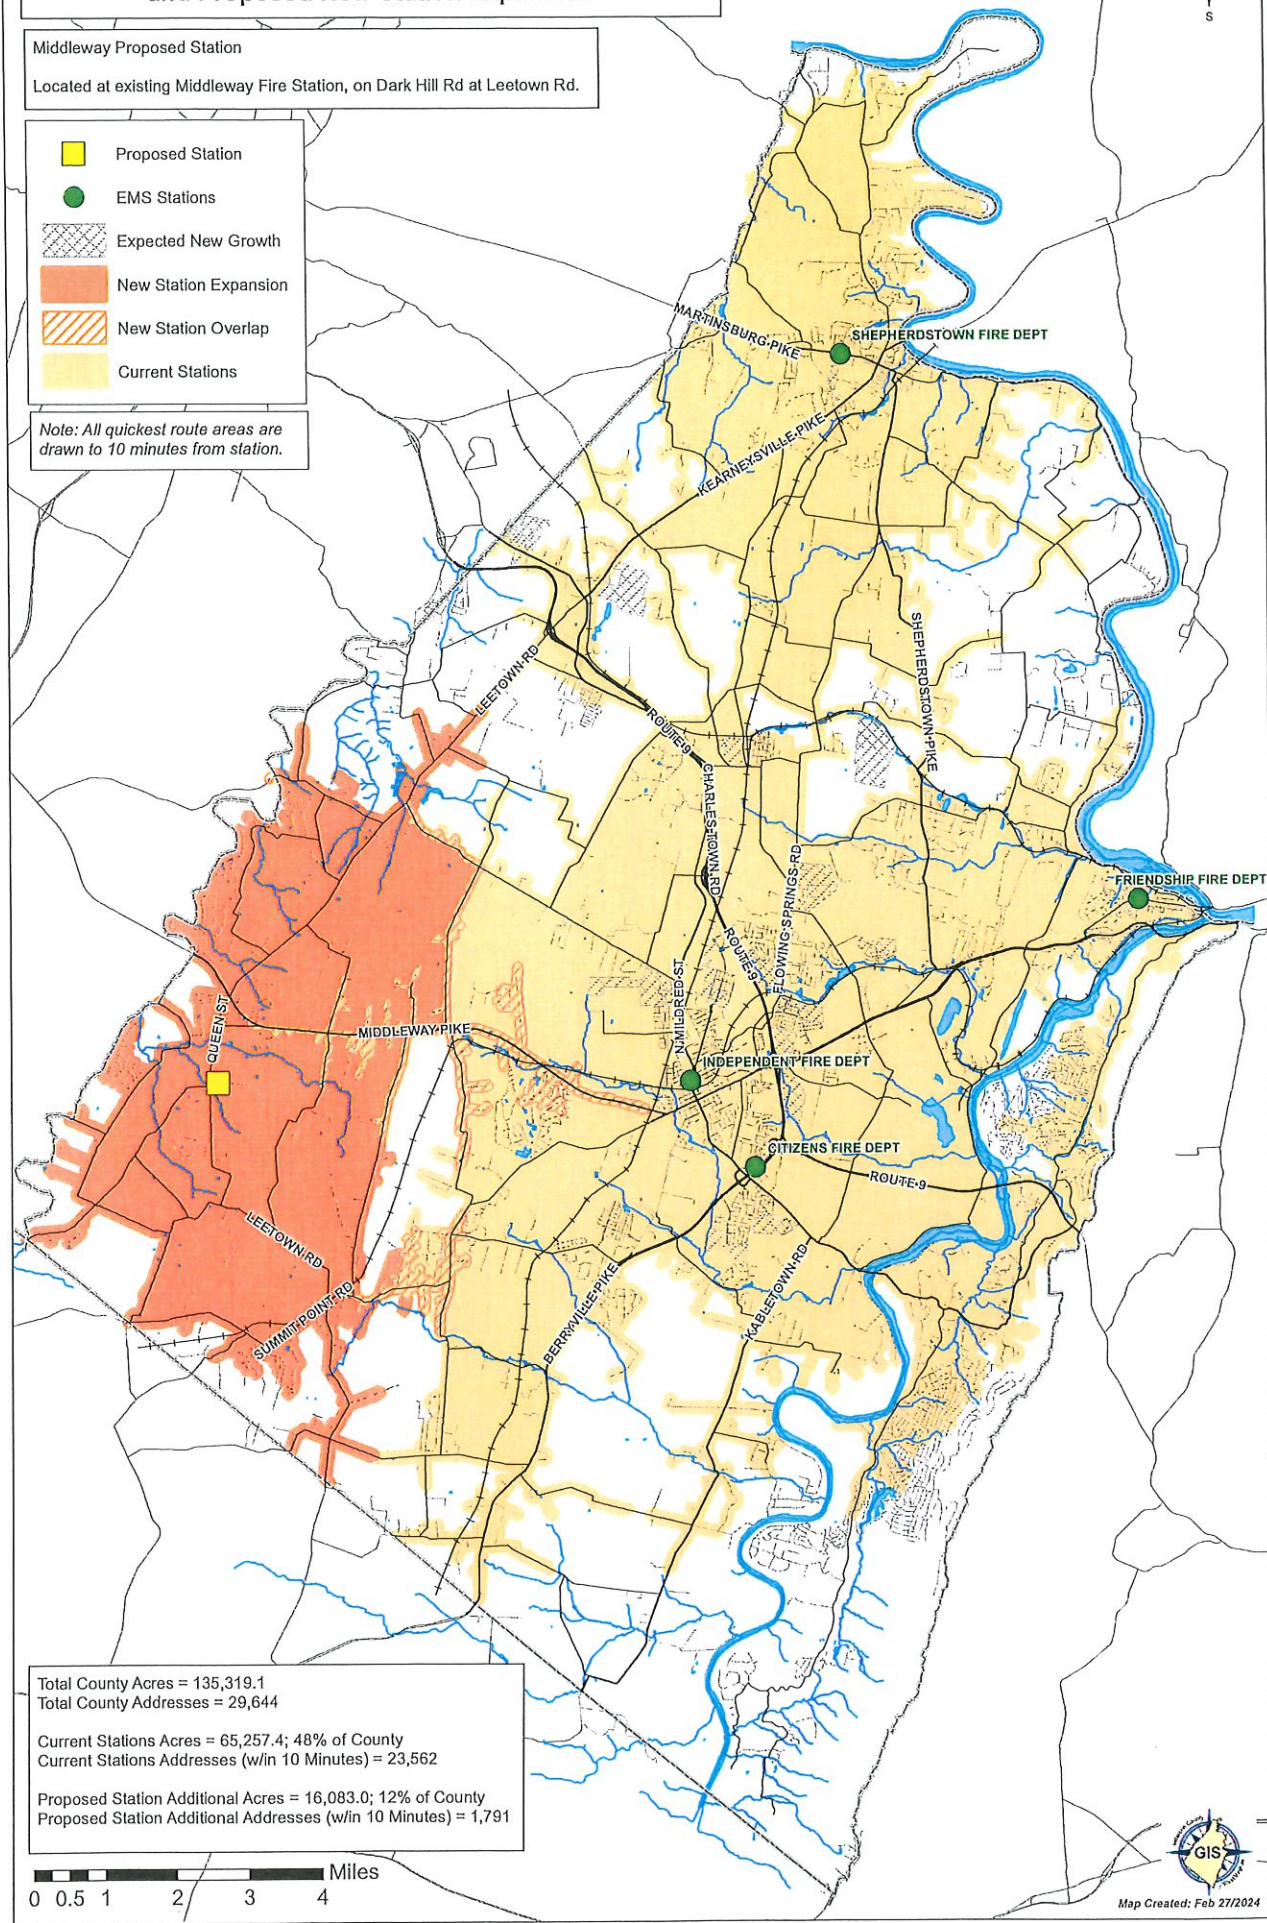 Middleway Proposed Station
Located at existing Middleway Fire Station, on Dark Hill Rd at Leetown Rd.
S
Proposed Station
EMS Stations
Expected New Growth
New Station Expansion
New Station Overlap
Current Stations
Note: All quickest route areas are
drawn to 10 minutes from station.
MARTINSBURG PIKE
SHEPHERDSTOWN FIRE DEPT
KEARNEYSVILLE PIKE
SHEPHERDSTOWN PIKE
LEETOWN RD
ROUTE 9
CHARLES TOWN RD
FLOWING SPRINGS RD
FRIENDSHIP FIRE DEPT
ROUTE 9
N MILDRED ST
QUEEN ST
MIDDLEWAY PIKE
INDEPENDENT FIRE DEPT
CITIZENS FIRE DEPT
ROUTE 9
LEETOWN RD
SUMMIT POINT RD
BERRYVILLE PIKE
KABLETOWN RD
Total County Acres = 135,319.1
Total County Addresses = 29,644
Current Stations Acres = 65,257.4; 48% of County
Current Stations Addresses (w/in 10 Minutes) = 23,562
Proposed Station Additional Acres = 16,083.0; 12% of County
Proposed Station Additional Addresses (w/in 10 Minutes) = 1,791
Miles
0 0.5 1 2 3 4
GIS
Map Created: Feb 27/2024